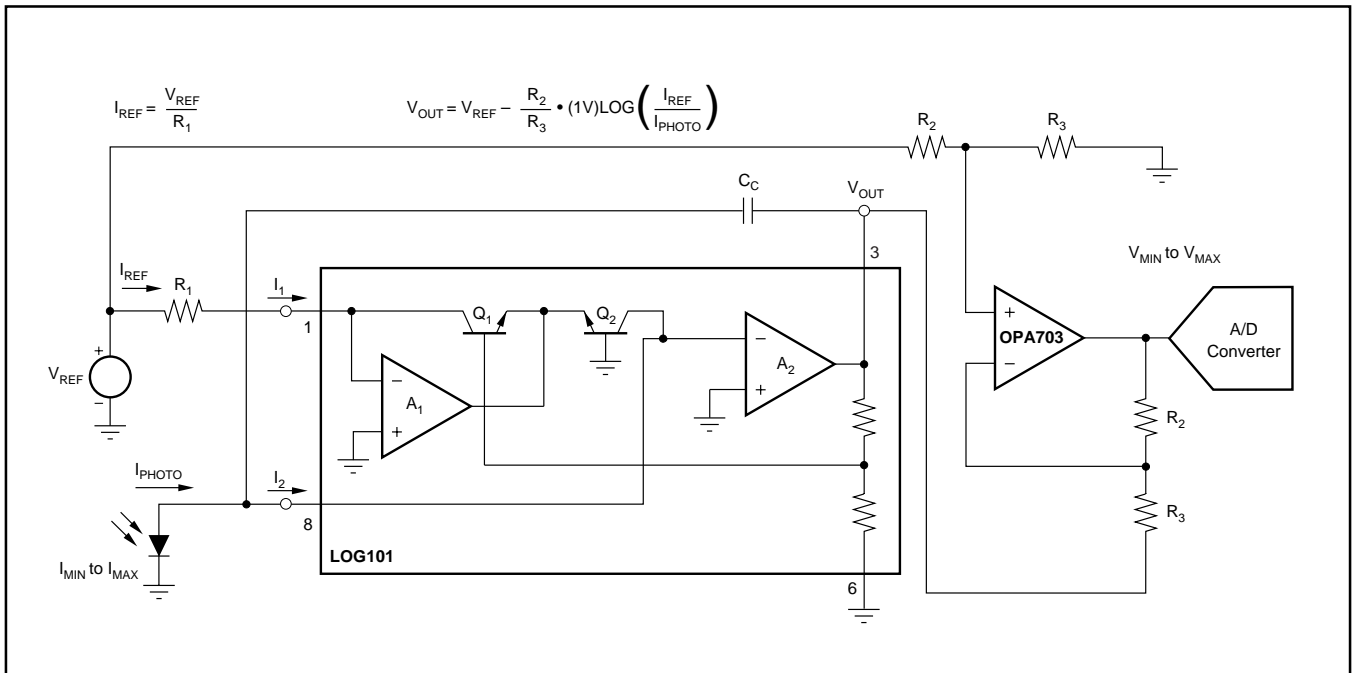 I_REF = V_REF / R_1
V_OUT = V_REF – R_2 / R_3 • (1V)LOG(I_REF / I_PHOTO)
R_2
R_3
C_C
V_OUT
3
V_MIN to V_MAX
I_REF
R_1
I_1
1
Q_1
Q_2
+
OPA703
–
A/D
Converter
+
V_REF
–
–
A_1
+
–
A_2
+
R_2
I_PHOTO
I_2
8
R_3
I_MIN to I_MAX
LOG101
6